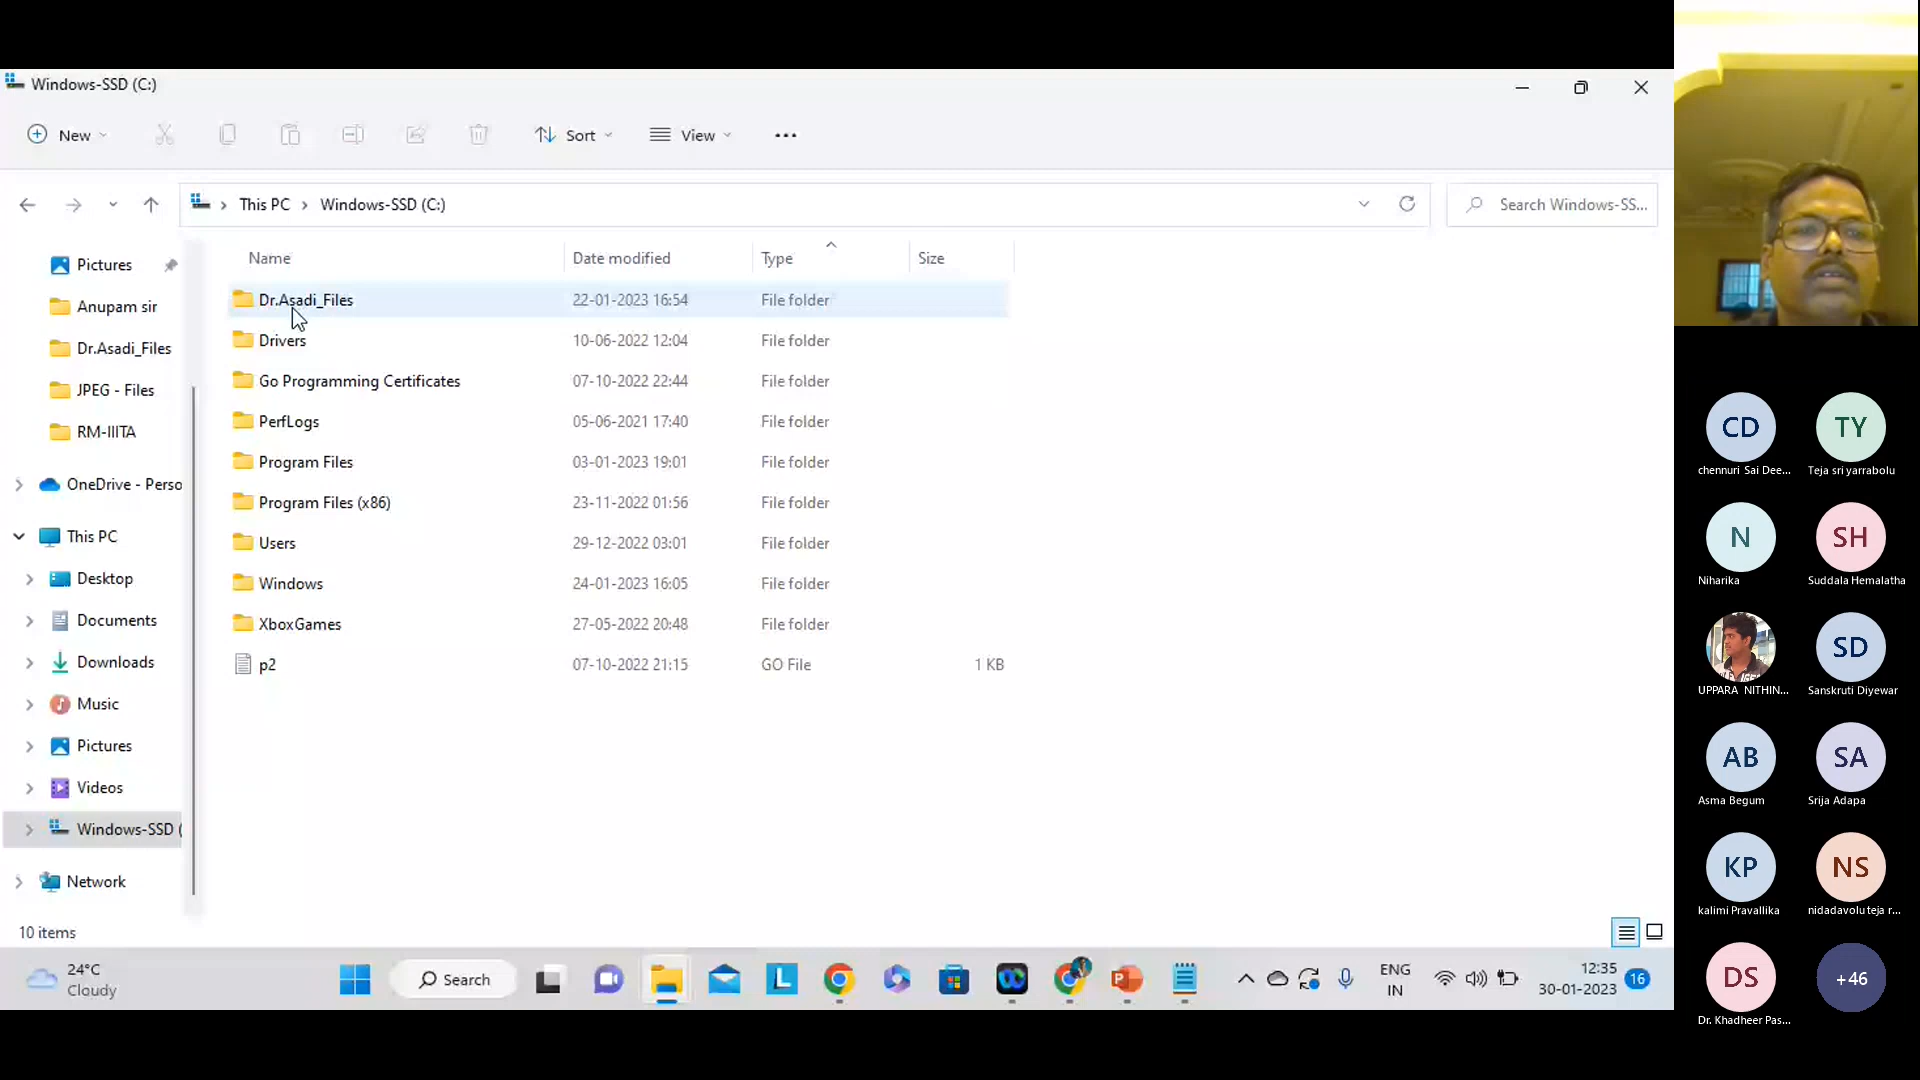 Windows-SSD (C:)
New
Sort
View
This PC > Windows-SSD (C:)
Search Windows-SS...
Pictures
Anupam sir
Dr.Asadi_Files
JPEG - Files
RM-IIITA
OneDrive - Perso
This PC
Desktop
Documents
Downloads
Music
Pictures
Videos
Windows-SSD (
Network
Name Date modified Type Size
Dr.Asadi_Files 22-01-2023 16:54 File folder
Drivers 10-06-2022 12:04 File folder
Go Programming Certificates 07-10-2022 22:44 File folder
PerfLogs 05-06-2021 17:40 File folder
Program Files 03-01-2023 19:01 File folder
Program Files (x86) 23-11-2022 01:56 File folder
Users 29-12-2022 03:01 File folder
Windows 24-01-2023 16:05 File folder
XboxGames 27-05-2022 20:48 File folder
p2 07-10-2022 21:15 GO File 1 KB
10 items
24°C
Cloudy
Search
L
ENG
IN
12:35
30-01-2023
16
CD TY
chennuri Sai Dee... Teja sri yarrabolu
N SH
Niharika Suddala Hemalatha
SD
UPPARA NITHIN... Sanskruti Diyewar
AB SA
Asma Begum Srija Adapa
KP NS
kalimi Pravallika nidadavolu teja r...
DS +46
Dr. Khadheer Pas...